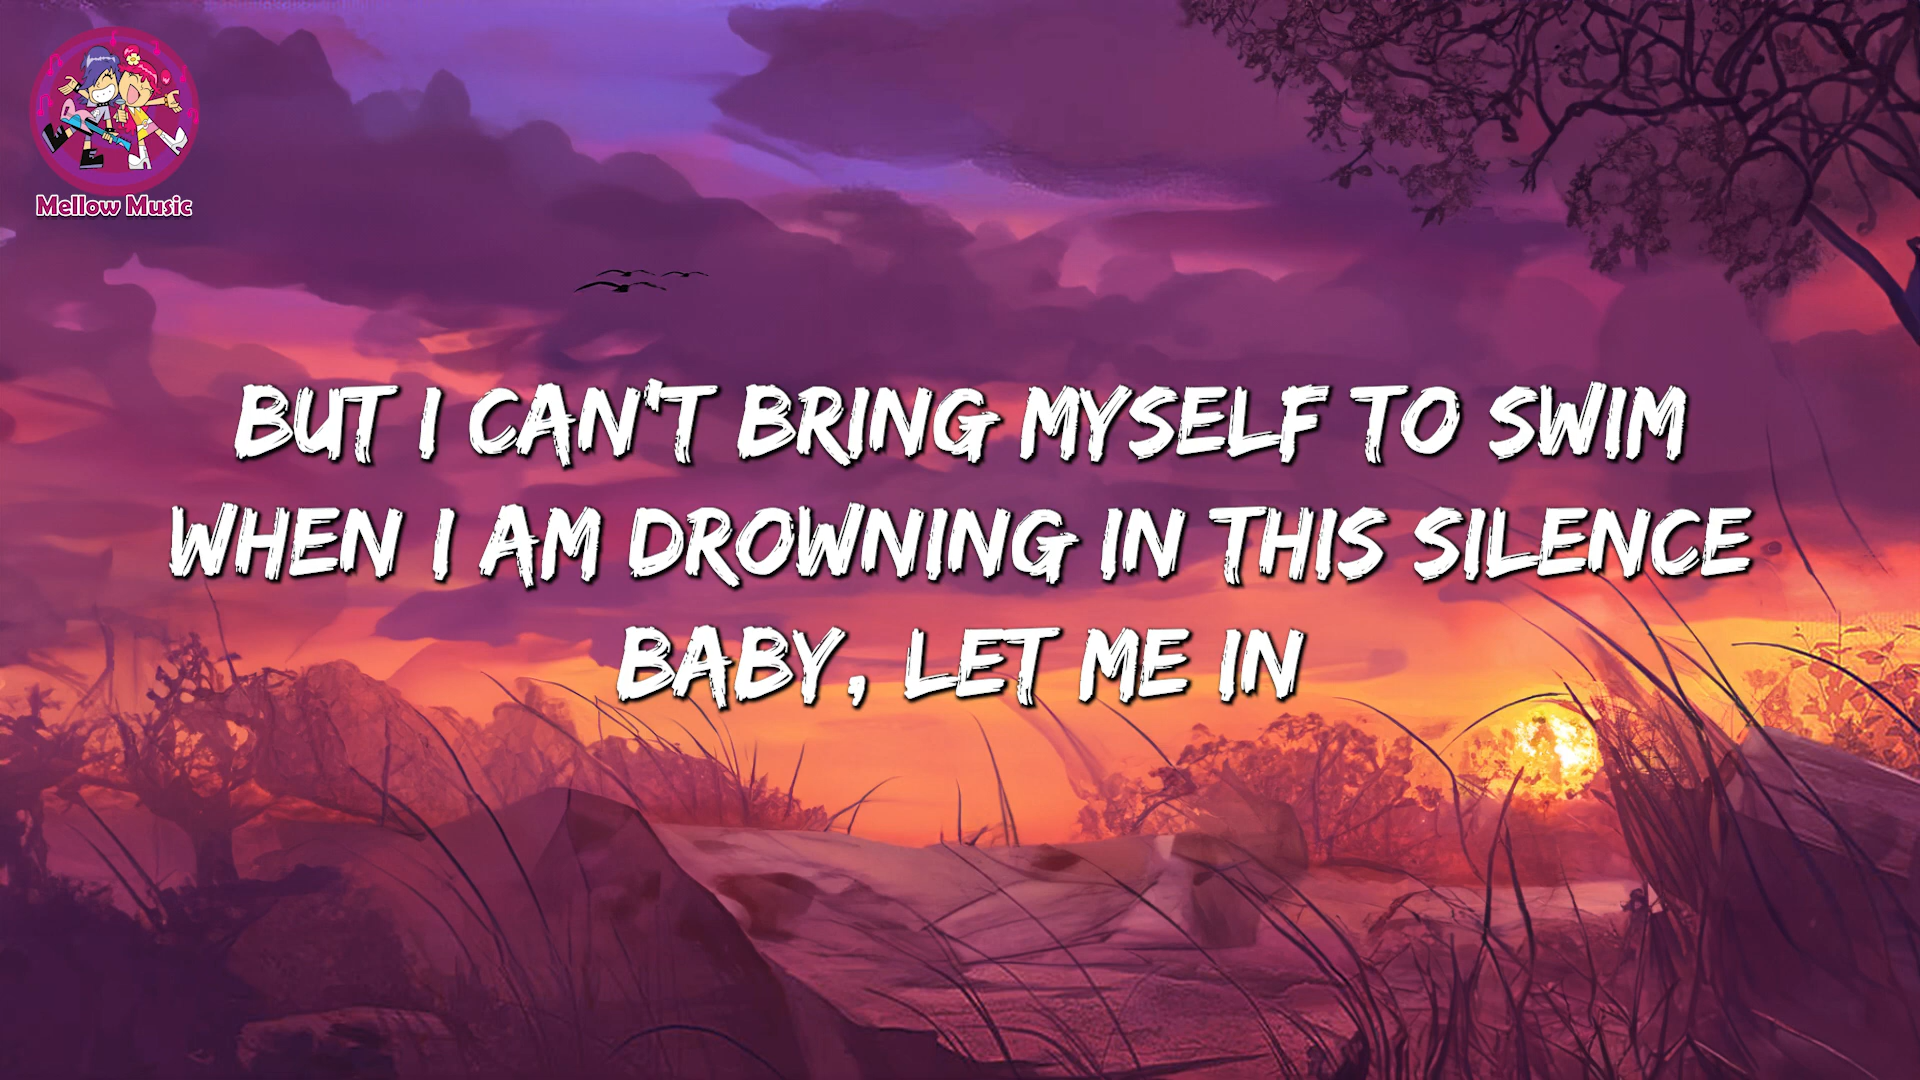 Mellow Music
BUT I CAN'T BRING MYSELF TO SWIM
WHEN I AM DROWNING IN THIS SILENCE
BABY, LET ME IN